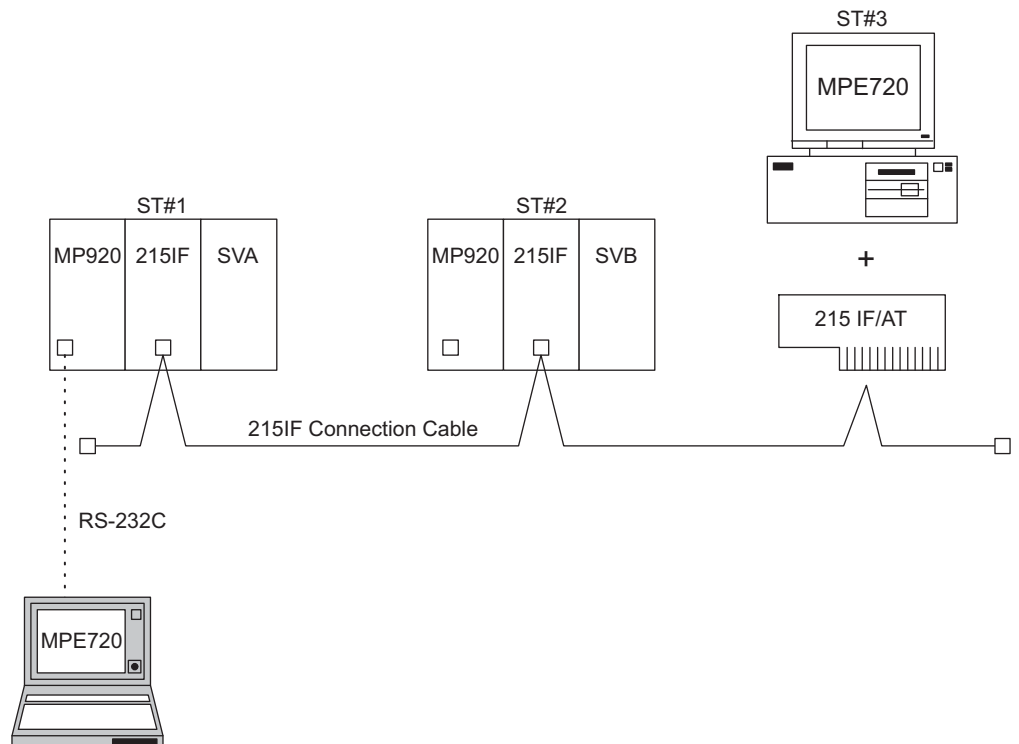 ST#3
MPE720
ST#1
MP920 215IF SVA
ST#2
MP920 215IF SVB
+
215 IF/AT
215IF Connection Cable
RS-232C
MPE720